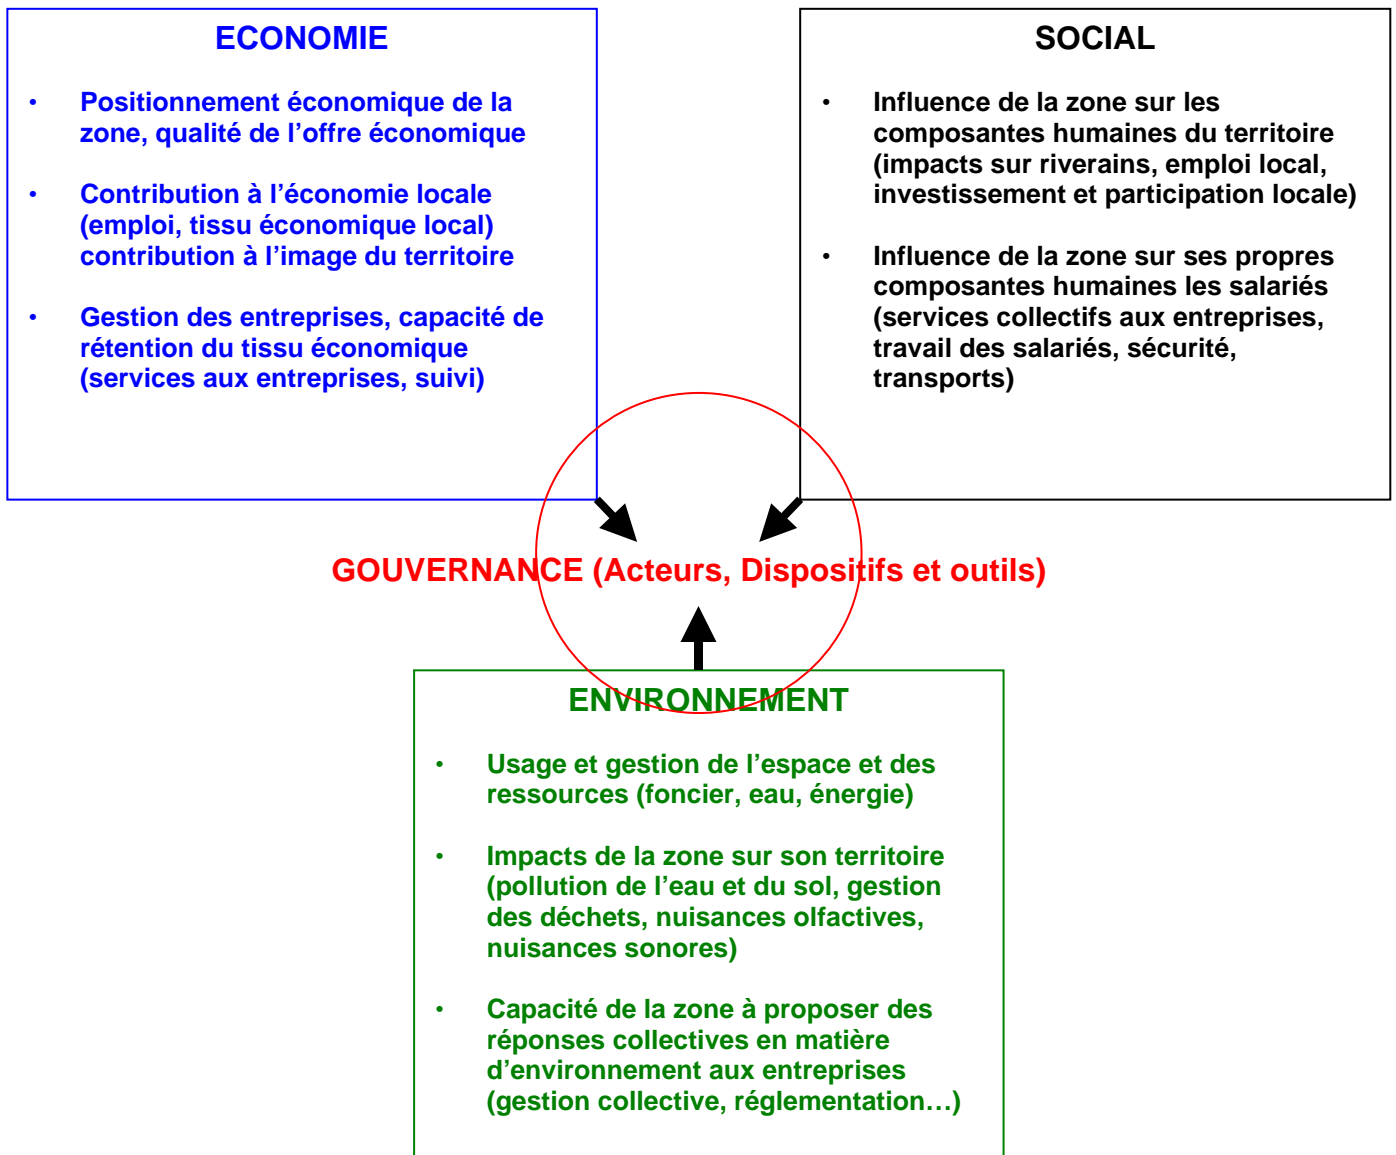 ECONOMIE
• Positionnement économique de la
zone, qualité de l’offre économique
• Contribution à l’économie locale
(emploi, tissu économique local)
contribution à l’image du territoire
• Gestion des entreprises, capacité de
rétention du tissu économique
(services aux entreprises, suivi)
SOCIAL
• Influence de la zone sur les
composantes humaines du territoire
(impacts sur riverains, emploi local,
investissement et participation locale)
• Influence de la zone sur ses propres
composantes humaines les salariés
(services collectifs aux entreprises,
travail des salariés, sécurité,
transports)
GOUVERNANCE (Acteurs, Dispositifs et outils)
ENVIRONNEMENT
• Usage et gestion de l’espace et des
ressources (foncier, eau, énergie)
• Impacts de la zone sur son territoire
(pollution de l’eau et du sol, gestion
des déchets, nuisances olfactives,
nuisances sonores)
• Capacité de la zone à proposer des
réponses collectives en matière
d’environnement aux entreprises
(gestion collective, réglementation…)